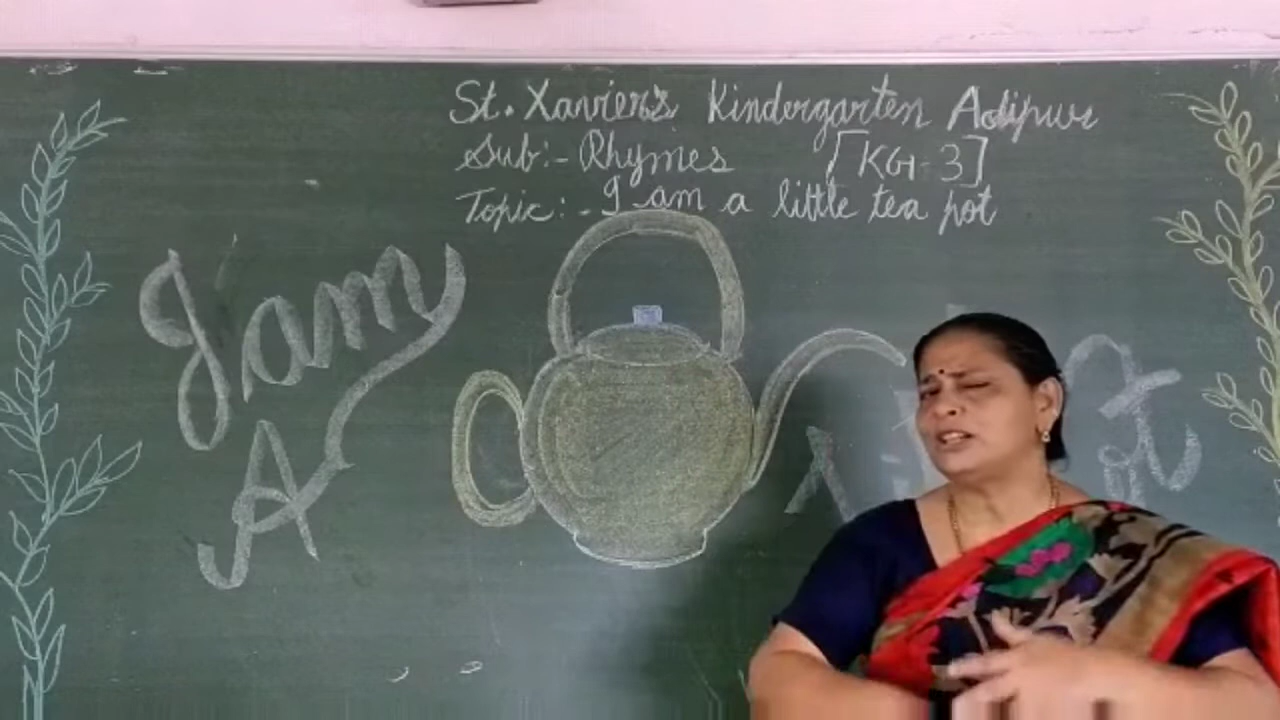 St. Xavier's Kindergarten Adipur
Sub:- Rhymes [KG-3]
Topic:- I am a little tea pot
I am
A